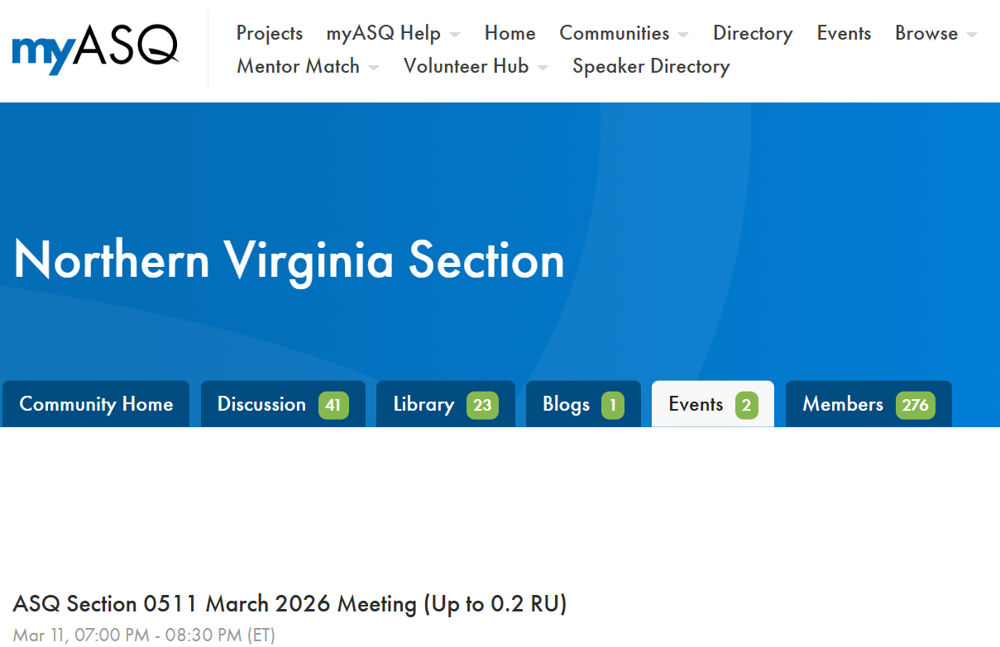 myASQ
Projects myASQ Help Home Communities Directory Events Browse
Mentor Match Volunteer Hub Speaker Directory
Northern Virginia Section
Community Home Discussion 41 Library 23 Blogs 1 Events 2 Members 276
ASQ Section 0511 March 2026 Meeting (Up to 0.2 RU)
Mar 11, 07:00 PM - 08:30 PM (ET)